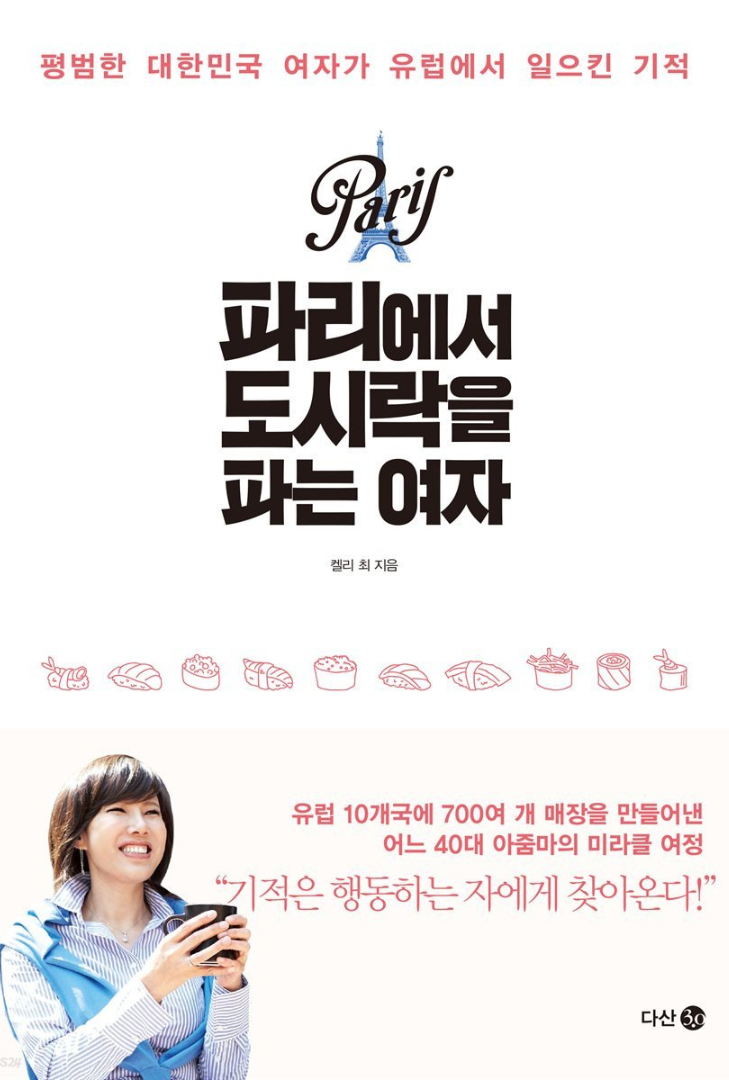 평범한 대한민국 여자가 유럽에서 일으킨 기적
Paris
파리에서
도시락을
파는 여자
켈리 최 지음
유럽 10개국에 700여 개 매장을 만들어낸
어느 40대 아줌마의 미라클 여정
“기적은 행동하는 자에게 찾아온다!”
다산 3.0
S24